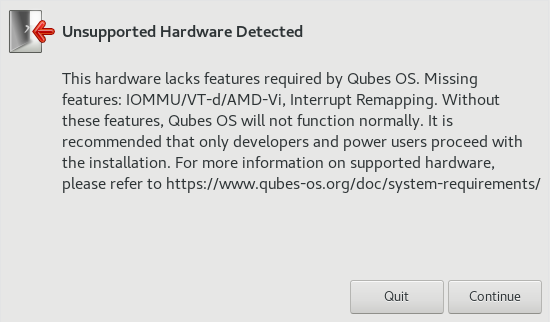 Unsupported Hardware Detected
This hardware lacks features required by Qubes OS. Missing
features: IOMMU/VT-d/AMD-Vi, Interrupt Remapping. Without
these features, Qubes OS will not function normally. It is
recommended that only developers and power users proceed with
the installation. For more information on supported hardware,
please refer to https://www.qubes-os.org/doc/system-requirements/
Quit
Continue